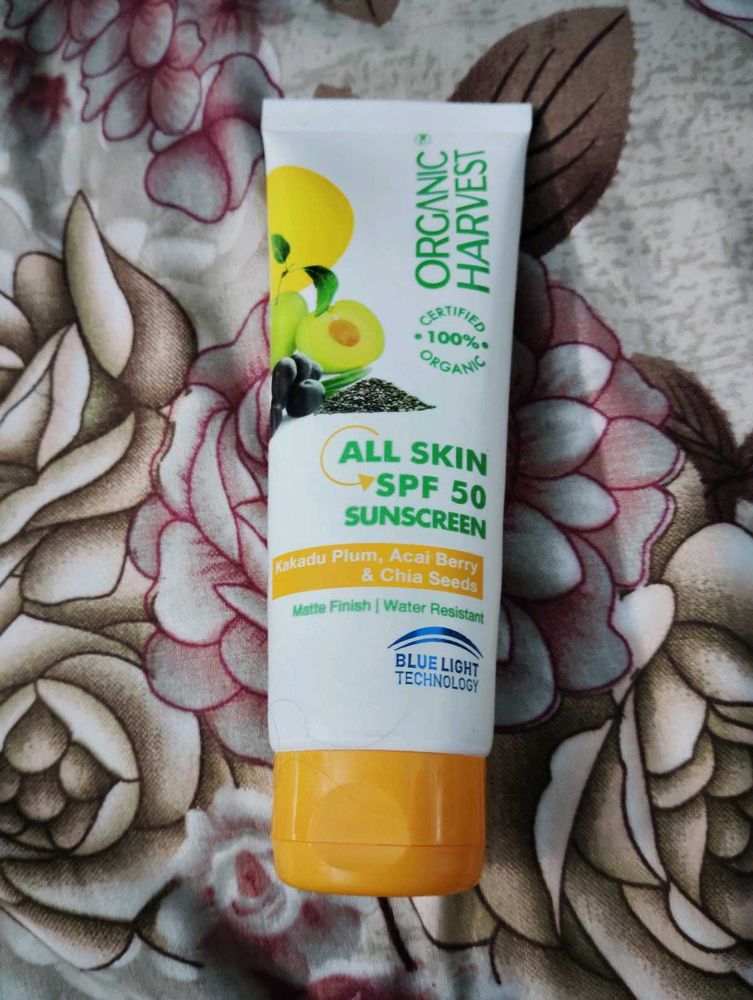 ORGANIC
HARVEST®
CERTIFIED
100%
ORGANIC
ALL SKIN
SPF 50
SUNSCREEN
Kakadu Plum, Acai Berry
& Chia Seeds
Matte Finish | Water Resistant
BLUE LIGHT
TECHNOLOGY